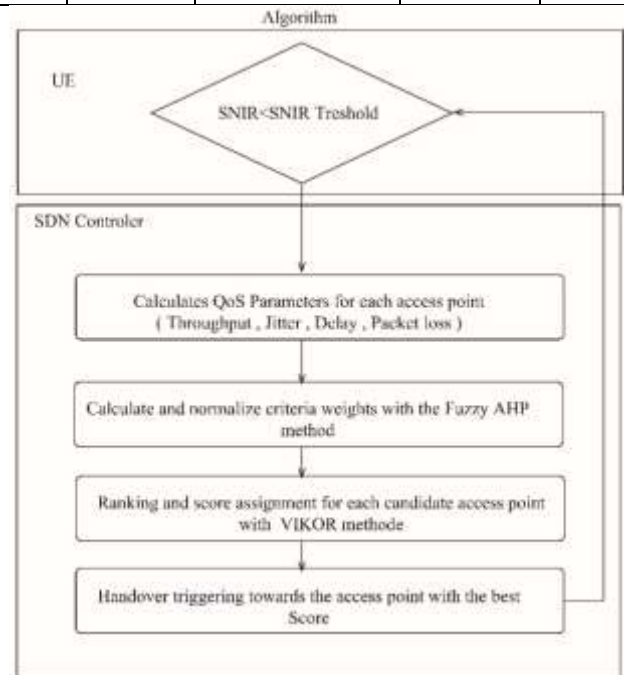 Algorithm
UE
SNIR<SNIR Treshold
SDN Controler
Calculates QoS Parameters for each access point
( Throughput , Jitter , Delay , Packet loss )
Calculate and normalize criteria weights with the Fuzzy AHP
method
Ranking and score assignment for each candidate access point
with VIKOR methode
Handover triggering towards the access point with the best
Score